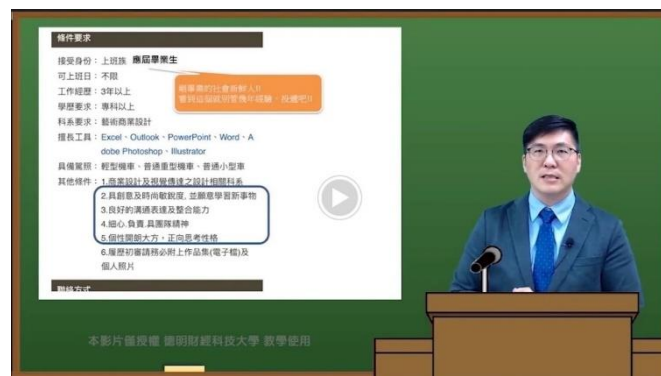 條件要求
接受身份：上班族 應屆畢業生
可上班日：不限
工作經歷：3年以上
學歷要求：專科以上
科系要求：藝術商業設計
擅長工具：Excel、Outlook、PowerPoint、Word、A
dobe Photoshop、Illustrator
具備駕照：輕型機車、普通重型機車、普通小型車
其他條件：1.商業設計及視覺傳達之設計相關科系
2.具創意及時尚敏銳度, 並願意學習新事物
3.良好的溝通表達及整合能力
4.細心.負責.具團隊精神
5.個性開朗大方，正向思考性格
6.履歷初審請務必附上作品集(電子檔)及
個人照片
聯絡方式
本影片僅授權 德明財經科技大學 教學使用